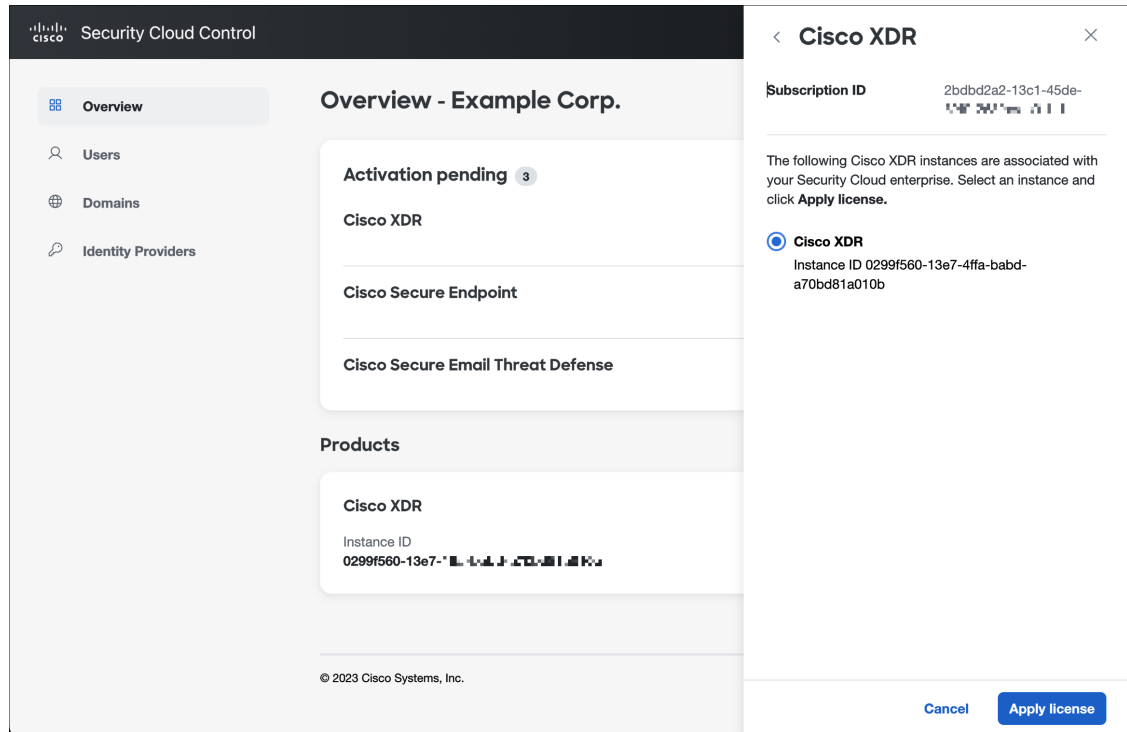 CISCO
Security Cloud Control
Overview
Users
Domains
Identity Providers
Overview - Example Corp.
Activation pending 3
Cisco XDR
Cisco Secure Endpoint
Cisco Secure Email Threat Defense
Products
Cisco XDR
Instance ID
0299f560-13e7-
© 2023 Cisco Systems, Inc.
Cisco XDR
Subscription ID 2bdbd2a2-13c1-45de-
The following Cisco XDR instances are associated with
your Security Cloud enterprise. Select an instance and
click Apply license.
Cisco XDR
Instance ID 0299f560-13e7-4ffa-babd-
a70bd81a010b
Cancel Apply license